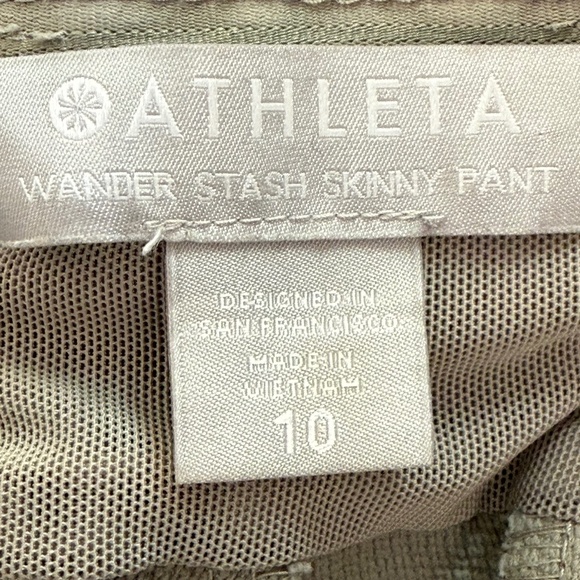 ATHLETA
WANDER STASH SKINNY PANT
DESIGNED IN
SAN FRANCISCO
MADE IN
VIETNAM
10